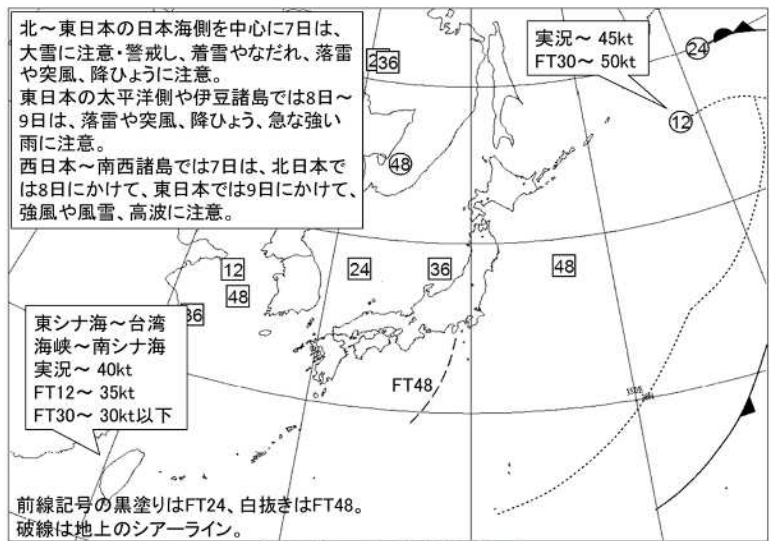 北～東日本の日本海側を中心に7日は、
大雪に注意・警戒し、着雪やなだれ、落雷
や突風、降ひょうに注意。
東日本の太平洋側や伊豆諸島では8日～
9日は、落雷や突風、降ひょう、急な強い
雨に注意。
西日本～南西諸島では7日は、北日本で
は8日にかけて、東日本では9日にかけて、
強風や風雪、高波に注意。
実況～ 45kt
FT30～ 50kt
24
36
12
48
12
24
36
48
48
36
東シナ海～台湾
海峡～南シナ海
実況～ 40kt
FT12～ 35kt
FT30～ 30kt以下
FT48
前線記号の黒塗りはFT24、白抜きはFT48。
破線は地上のシアーライン。